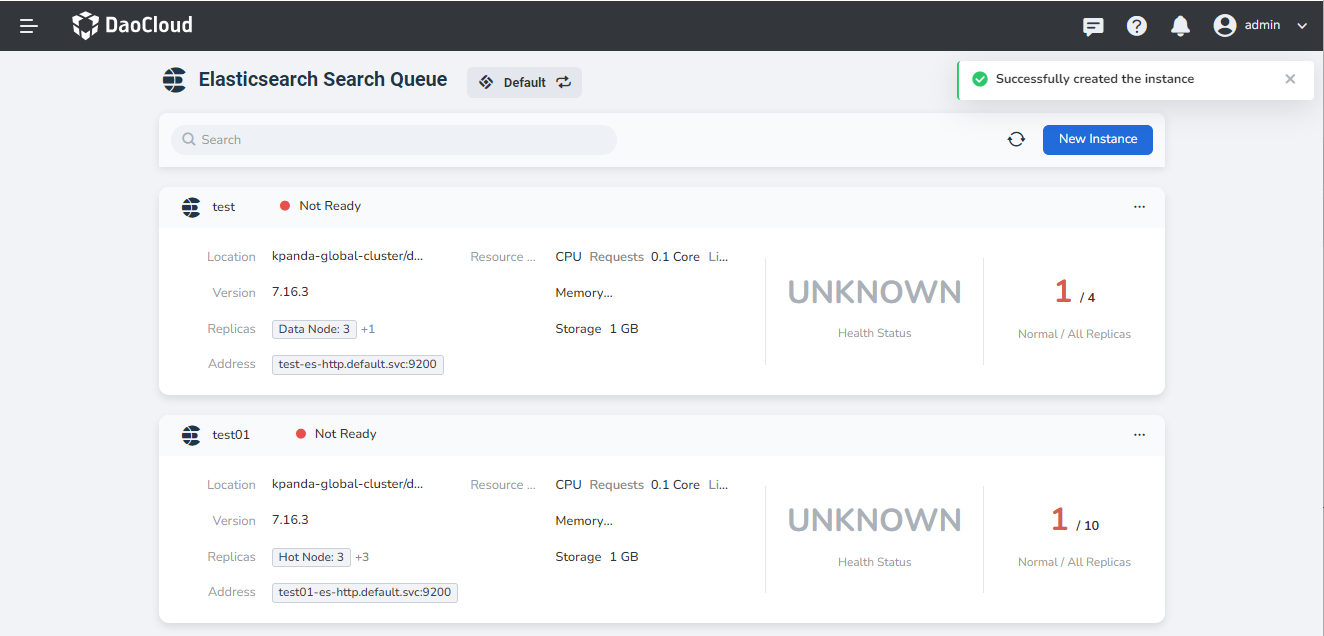 DaoCloud
admin
Elasticsearch Search Queue
Default
Successfully created the instance
Search
New Instance
test
Not Ready
...
Location kpanda-global-cluster/d... Resource ... CPU Requests 0.1 Core Li...
Version 7.16.3 Memory...
Replicas Data Node: 3 +1 Storage 1 GB
Address test-es-http.default.svc:9200
UNKNOWN
Health Status
1 / 4
Normal / All Replicas
test01
Not Ready
...
Location kpanda-global-cluster/d... Resource ... CPU Requests 0.1 Core Li...
Version 7.16.3 Memory...
Replicas Hot Node: 3 +3 Storage 1 GB
Address test01-es-http.default.svc:9200
UNKNOWN
Health Status
1 / 10
Normal / All Replicas